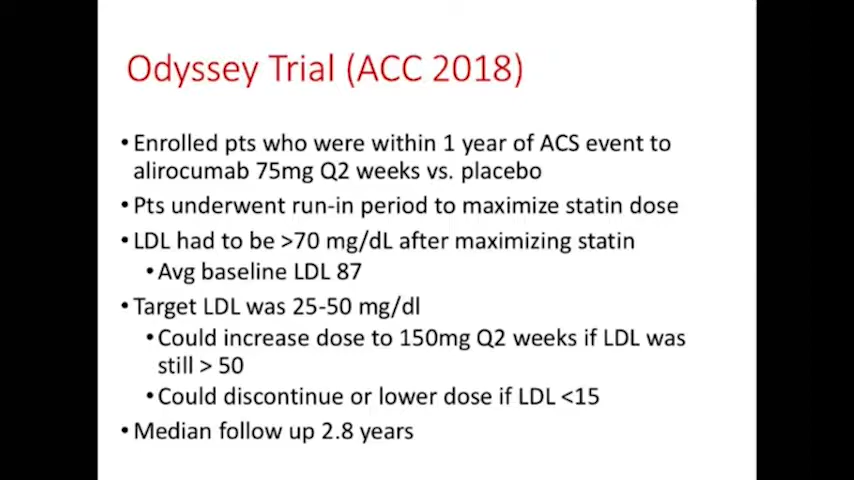 Odyssey Trial (ACC 2018)
• Enrolled pts who were within 1 year of ACS event to
alirocumab 75mg Q2 weeks vs. placebo
• Pts underwent run-in period to maximize statin dose
• LDL had to be >70 mg/dL after maximizing statin
• Avg baseline LDL 87
• Target LDL was 25-50 mg/dl
• Could increase dose to 150mg Q2 weeks if LDL was
still > 50
• Could discontinue or lower dose if LDL <15
• Median follow up 2.8 years